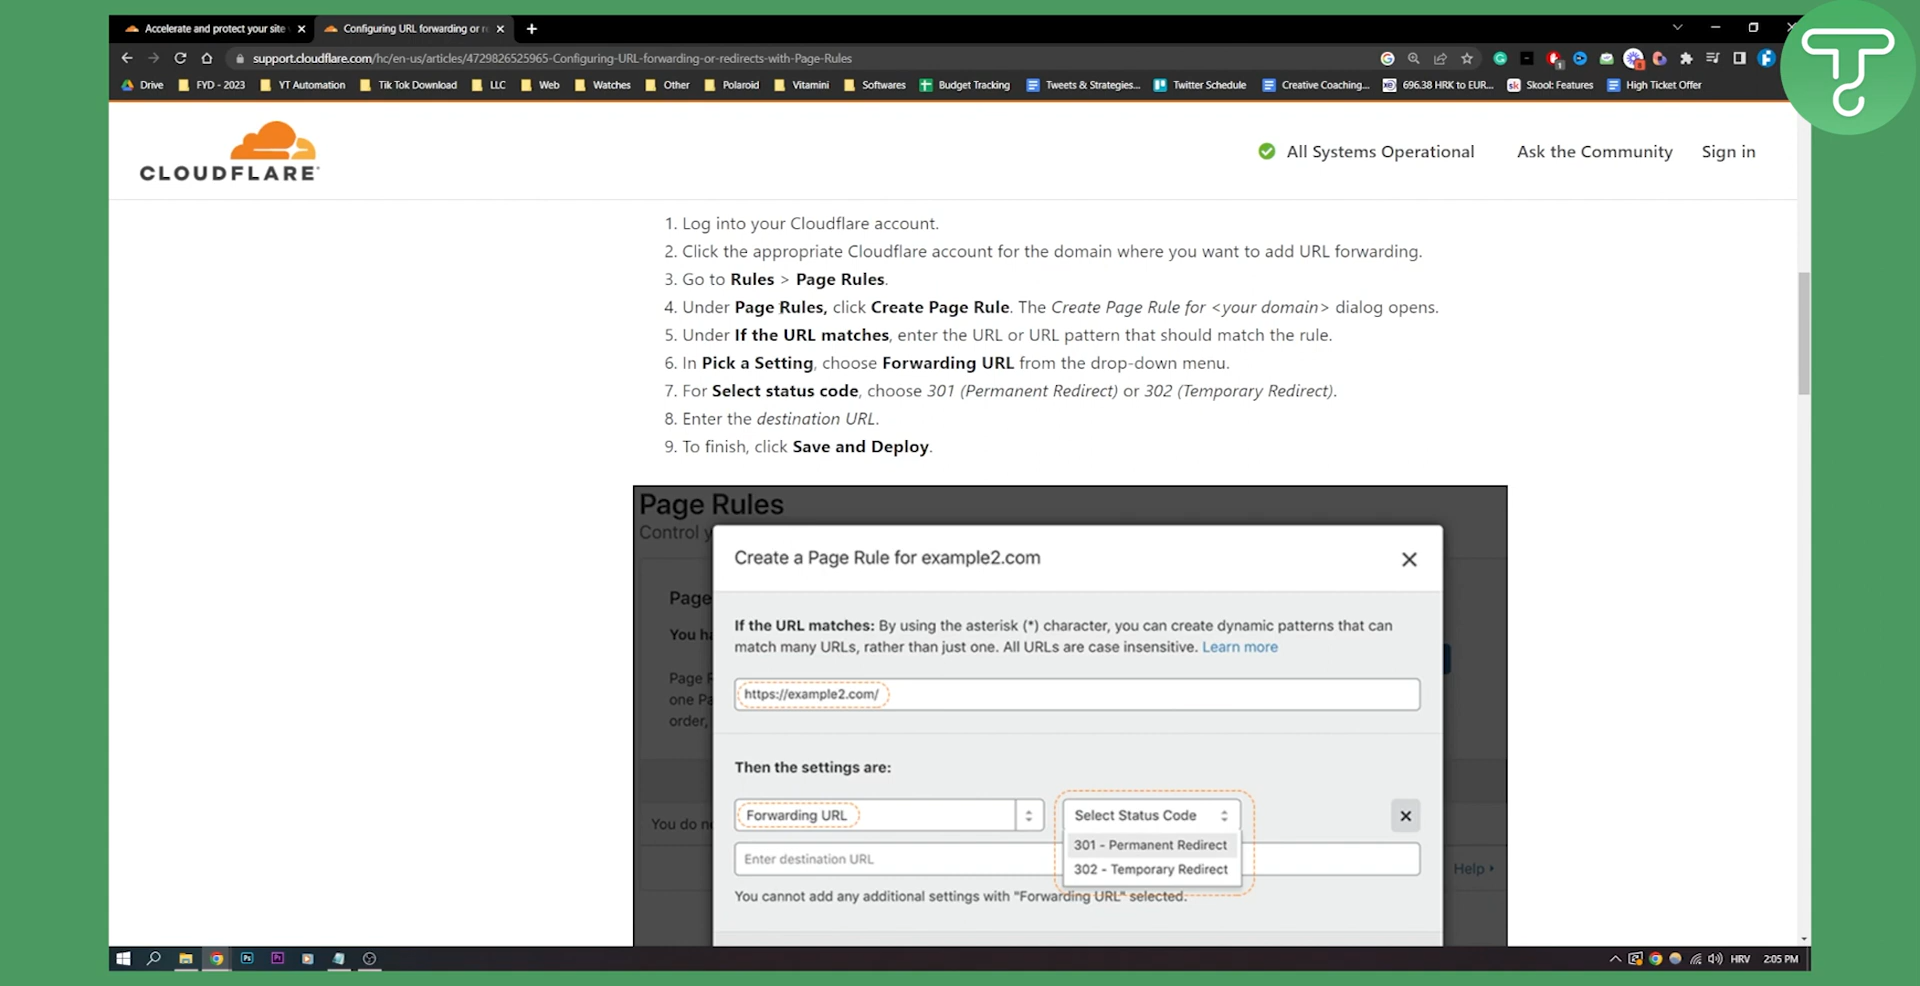 Accelerate and protect your site
Configuring URL forwarding or re
support.cloudflare.com/hc/en-us/articles/4729826525965-Configuring-URL-forwarding-or-redirects-with-Page-Rules
Drive
FYD - 2023
YT Automation
Tik Tok Download
LLC
Web
Watches
Other
Polaroid
Vitamini
Softwares
Budget Tracking
Tweets & Strategies...
Twitter Schedule
Creative Coaching...
696.38 HRK to EUR...
Skool: Features
High Ticket Offer
CLOUDFLARE
All Systems Operational
Ask the Community
Sign in
1. Log into your Cloudflare account.
2. Click the appropriate Cloudflare account for the domain where you want to add URL forwarding.
3. Go to Rules > Page Rules.
4. Under Page Rules, click Create Page Rule. The Create Page Rule for <your domain> dialog opens.
5. Under If the URL matches, enter the URL or URL pattern that should match the rule.
6. In Pick a Setting, choose Forwarding URL from the drop-down menu.
7. For Select status code, choose 301 (Permanent Redirect) or 302 (Temporary Redirect).
8. Enter the destination URL.
9. To finish, click Save and Deploy.
Page Rules
Control y
Page
You ha
Page R
one Pa
order,
You do ne
Help
Create a Page Rule for example2.com
If the URL matches: By using the asterisk (*) character, you can create dynamic patterns that can
match many URLs, rather than just one. All URLs are case insensitive. Learn more
https://example2.com/
Then the settings are:
Forwarding URL
Select Status Code
301 - Permanent Redirect
Enter destination URL
302 - Temporary Redirect
You cannot add any additional settings with "Forwarding URL" selected.
HRV
2:05 PM